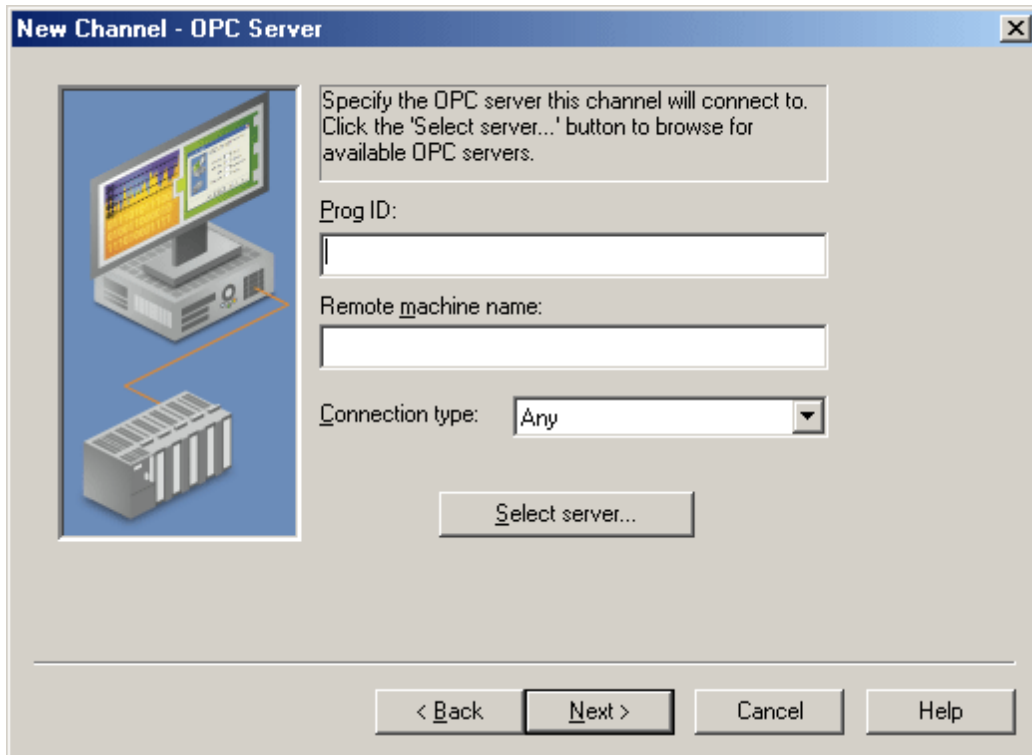 New Channel - OPC Server
Specify the OPC server this channel will connect to.
Click the 'Select server...' button to browse for
available OPC servers.
Prog ID:
Remote machine name:
Connection type: Any
Select server...
< Back Next > Cancel Help